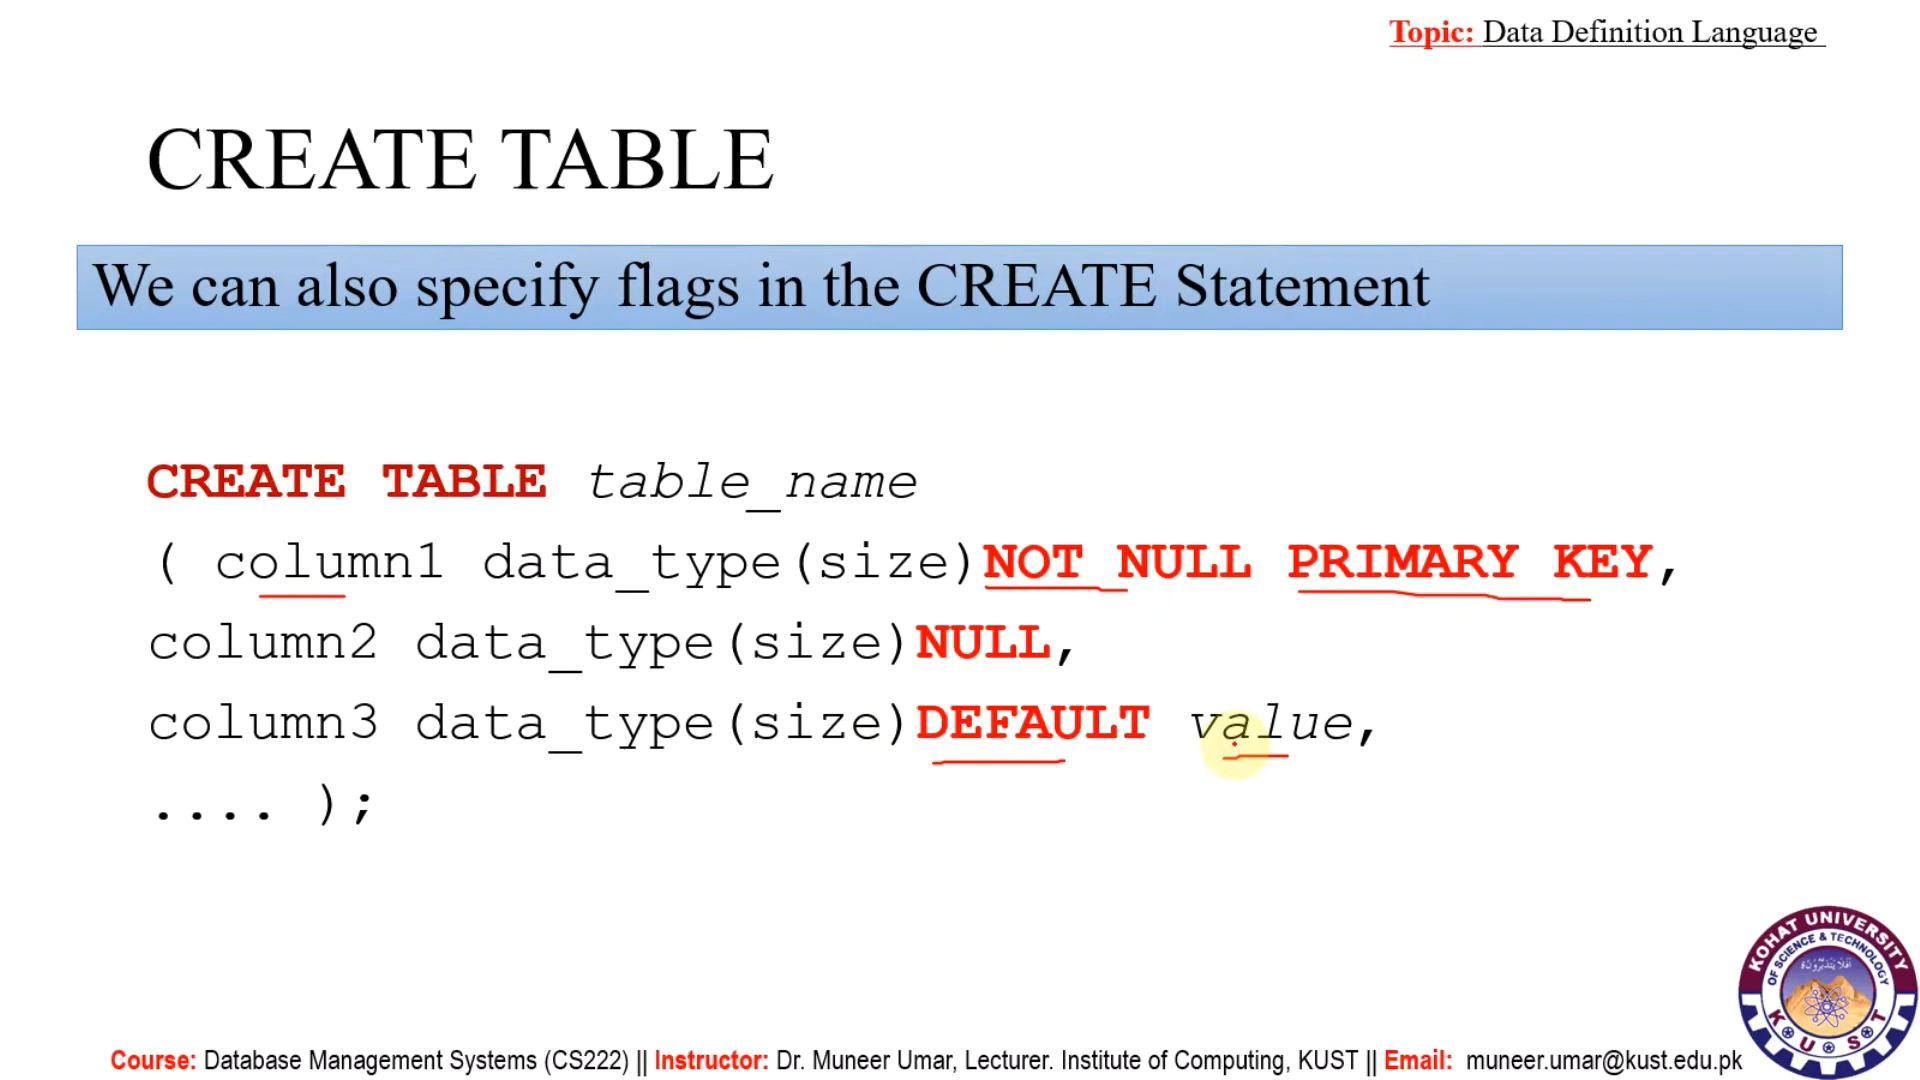 Topic: Data Definition Language
CREATE TABLE
We can also specify flags in the CREATE Statement
CREATE TABLE table_name
( column1 data_type(size)NOT NULL PRIMARY KEY,
column2 data_type(size)NULL,
column3 data_type(size)DEFAULT value,
.... );
KOHAT UNIVERSITY
OF SCIENCE & TECHNOLOGY
K U S T
Course: Database Management Systems (CS222) || Instructor: Dr. Muneer Umar, Lecturer. Institute of Computing, KUST || Email: muneer.umar@kust.edu.pk